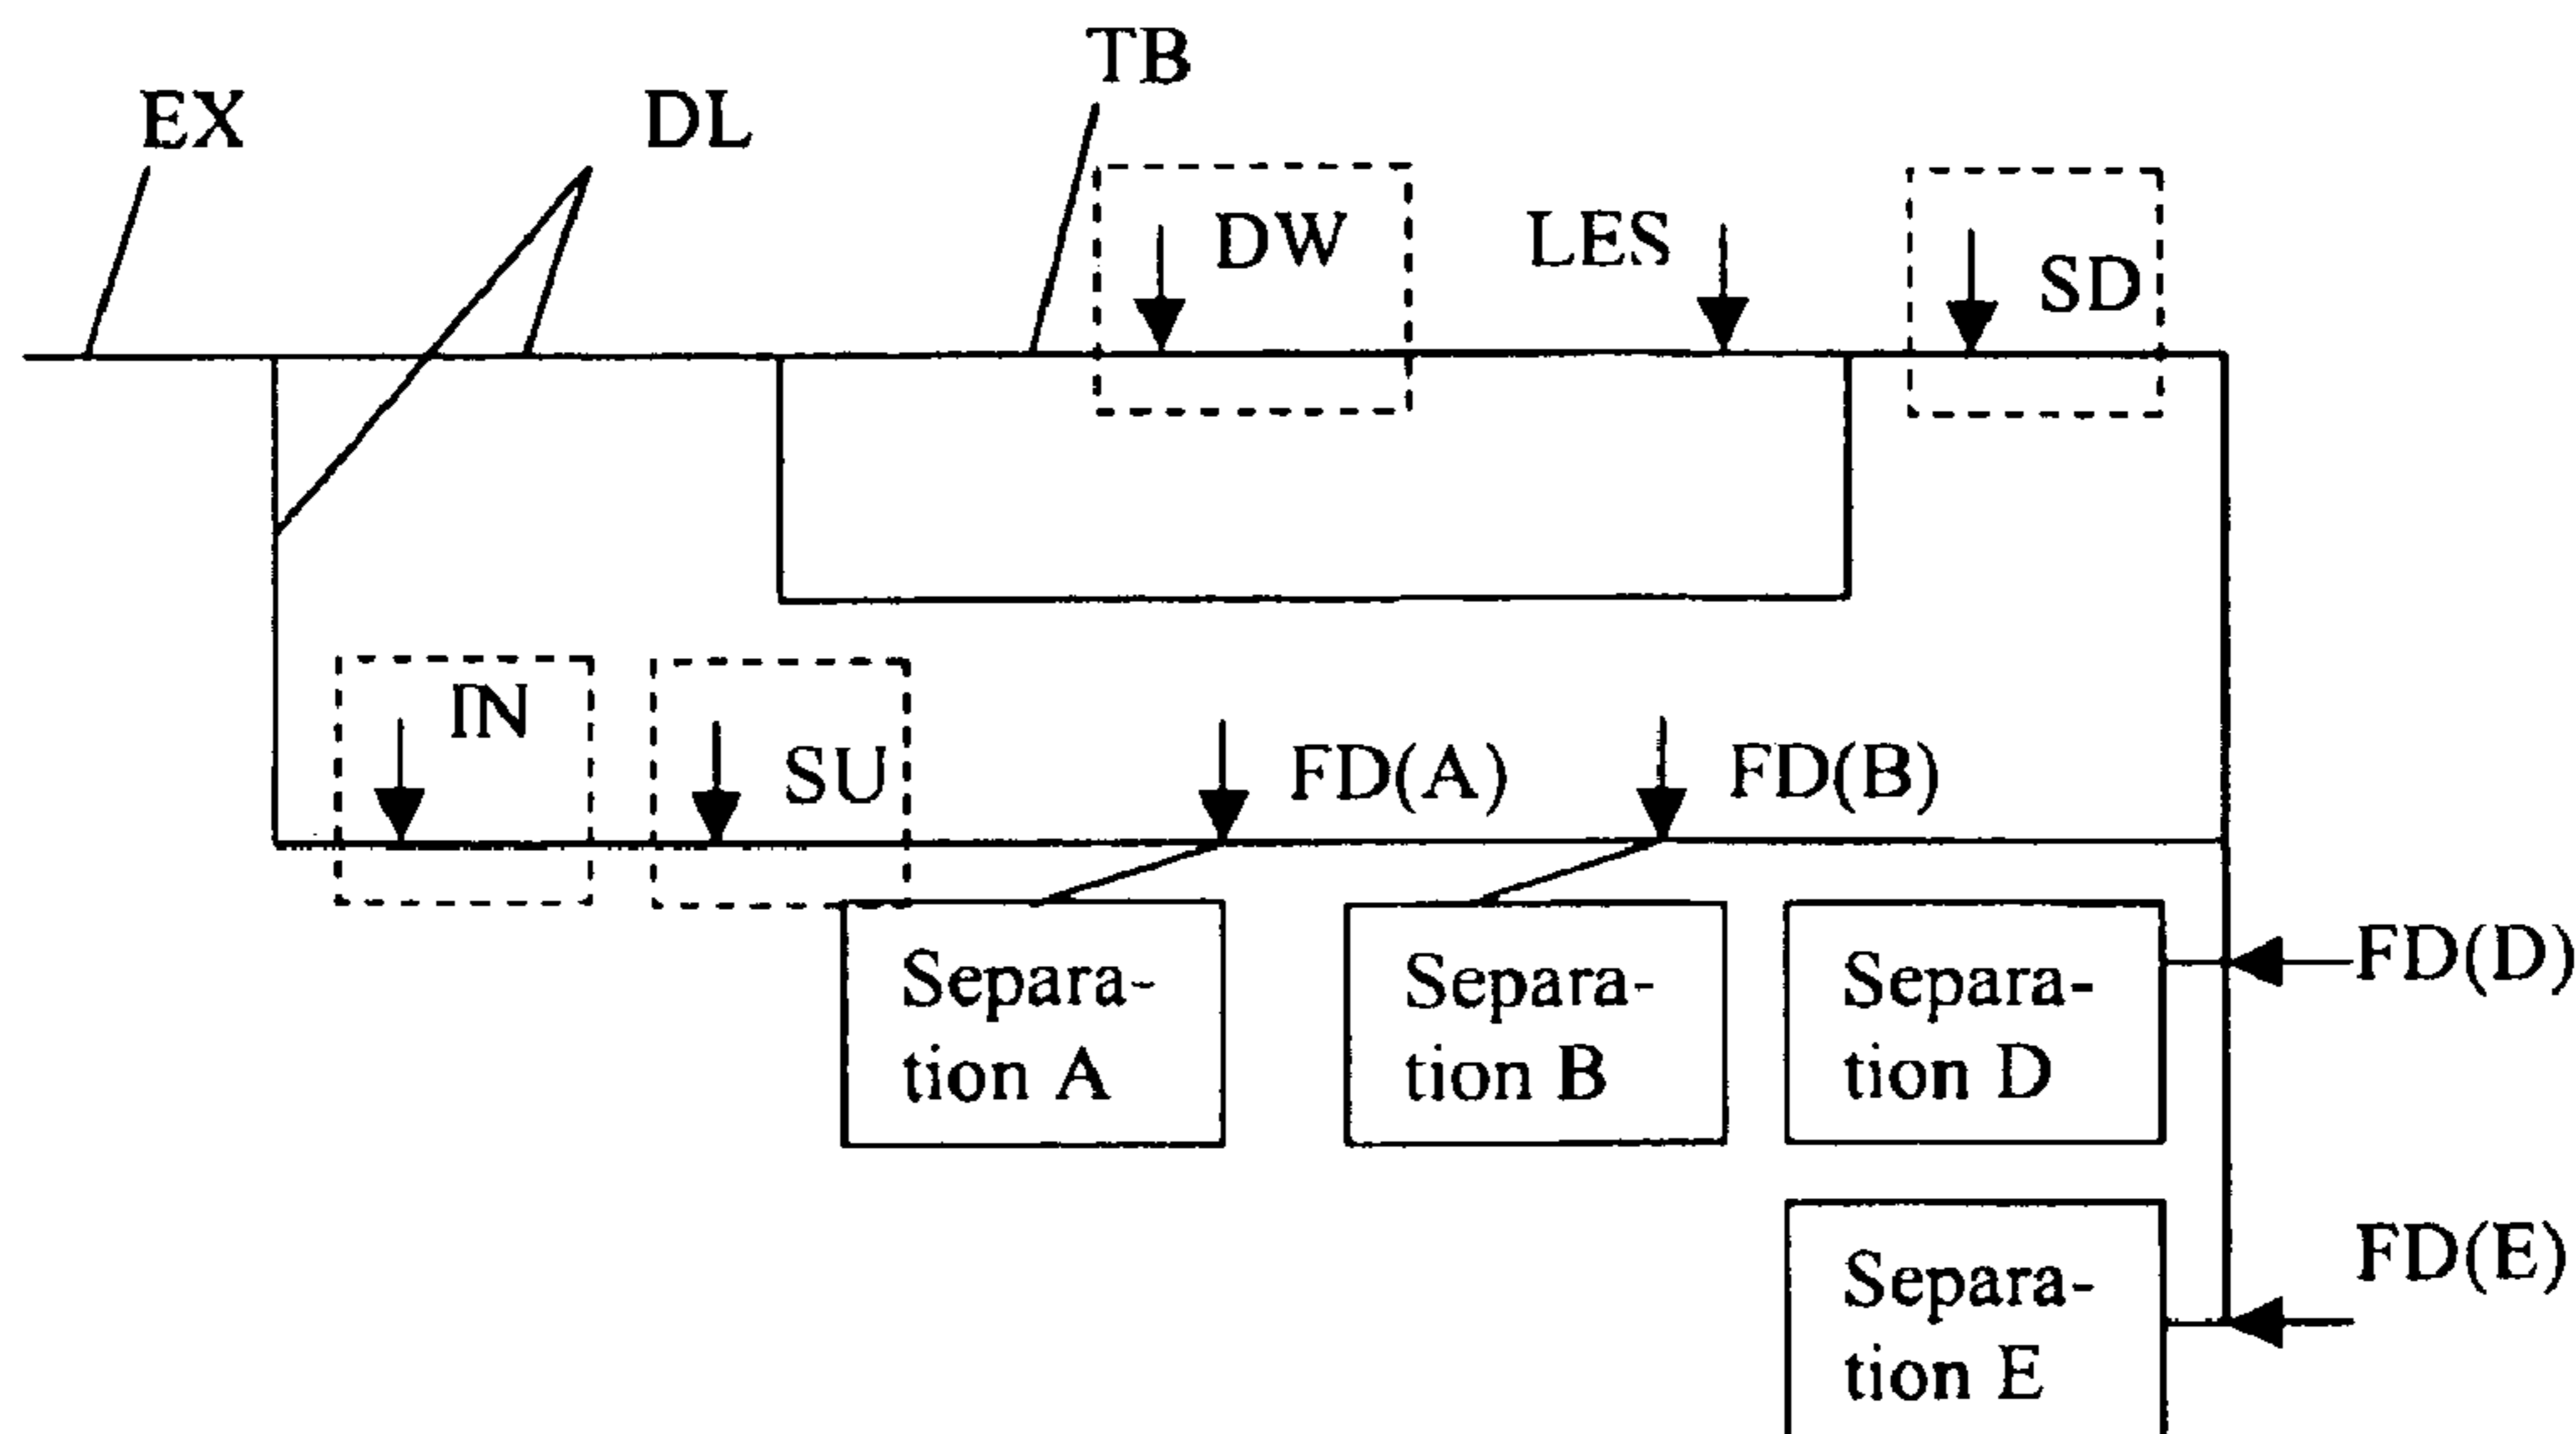 TB
EX
DL
DW
LES
SD
IN
SU
FD(A)
FD(B)
Separa-
tion A
Separa-
tion B
Separa-
tion D
FD(D)
Separa-
tion E
FD(E)